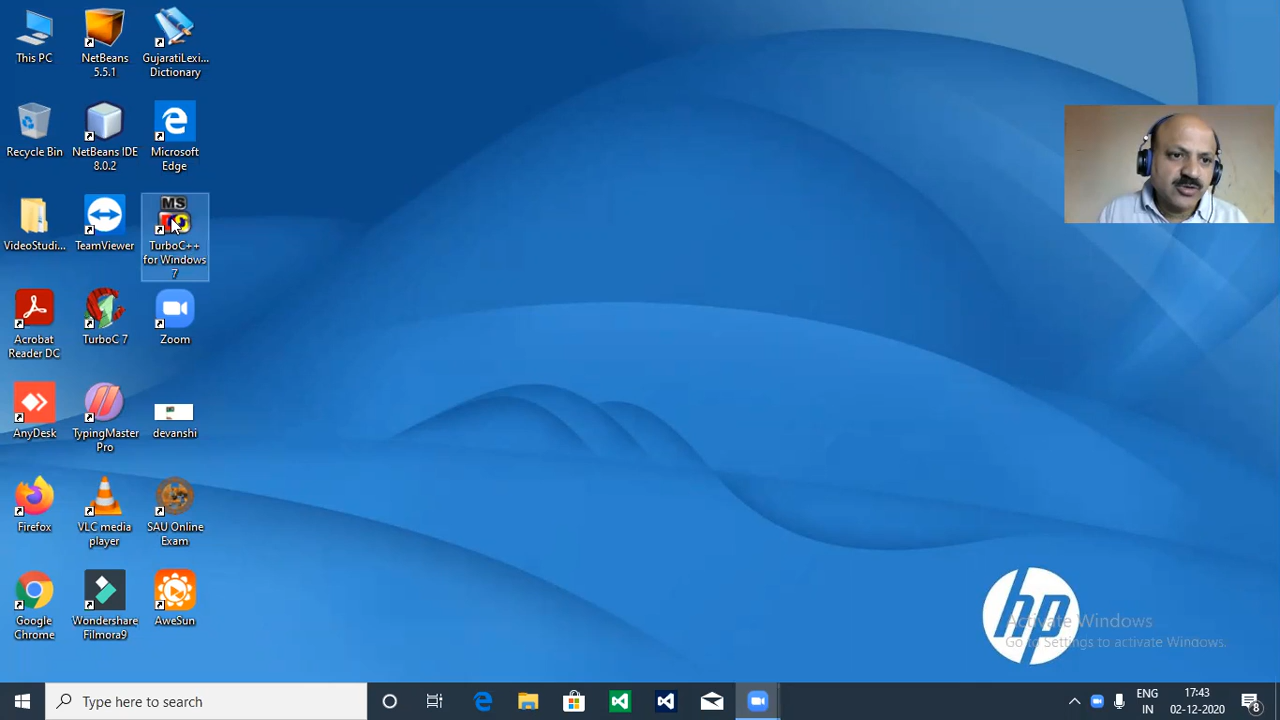 This PC
NetBeans
5.5.1
GujaratiLexi...
Dictionary
Recycle Bin
NetBeans IDE
8.0.2
Microsoft
Edge
VideoStudi...
TeamViewer
MS
TurboC++
for Windows
7
Acrobat
Reader DC
TurboC 7
Zoom
AnyDesk
TypingMaster
Pro
devanshi
Firefox
VLC media
player
SAU Online
Exam
Google
Chrome
Wondershare
Filmora9
AweSun
hp
Activate Windows
Go to Settings to activate Windows.
Type here to search
ENG
IN
17:43
02-12-2020
8